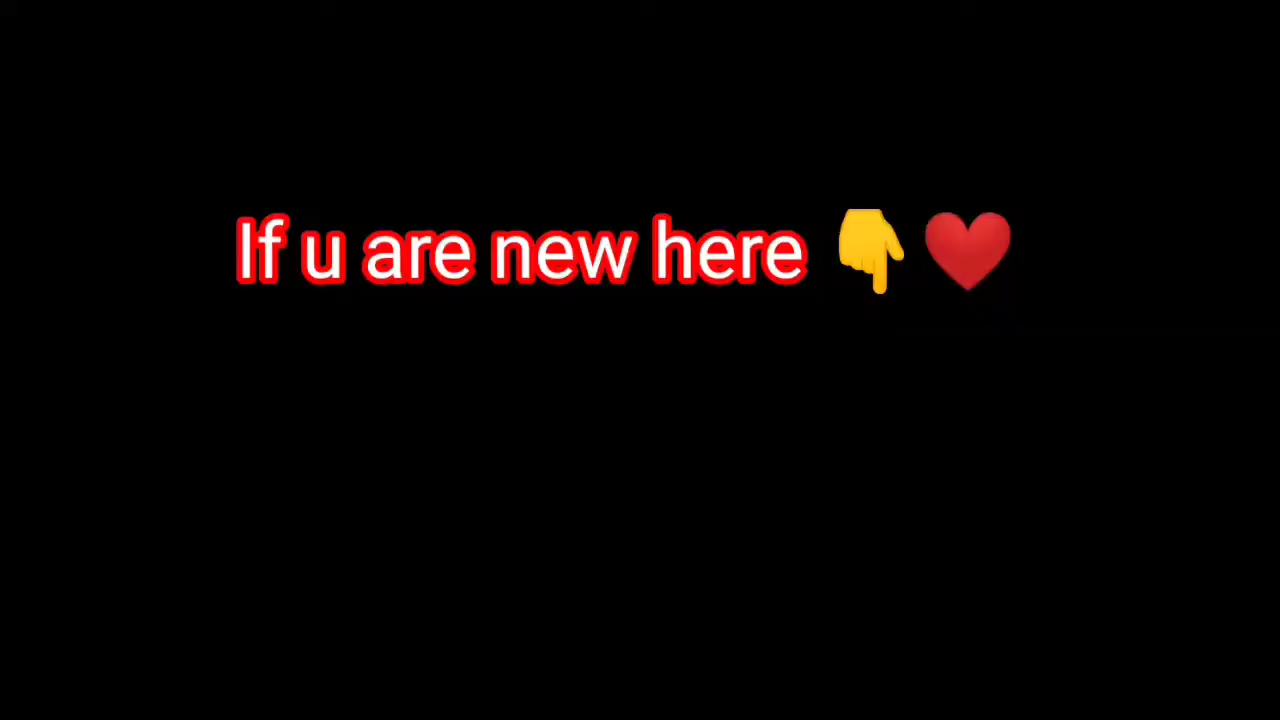 If u are new here 👇❤️